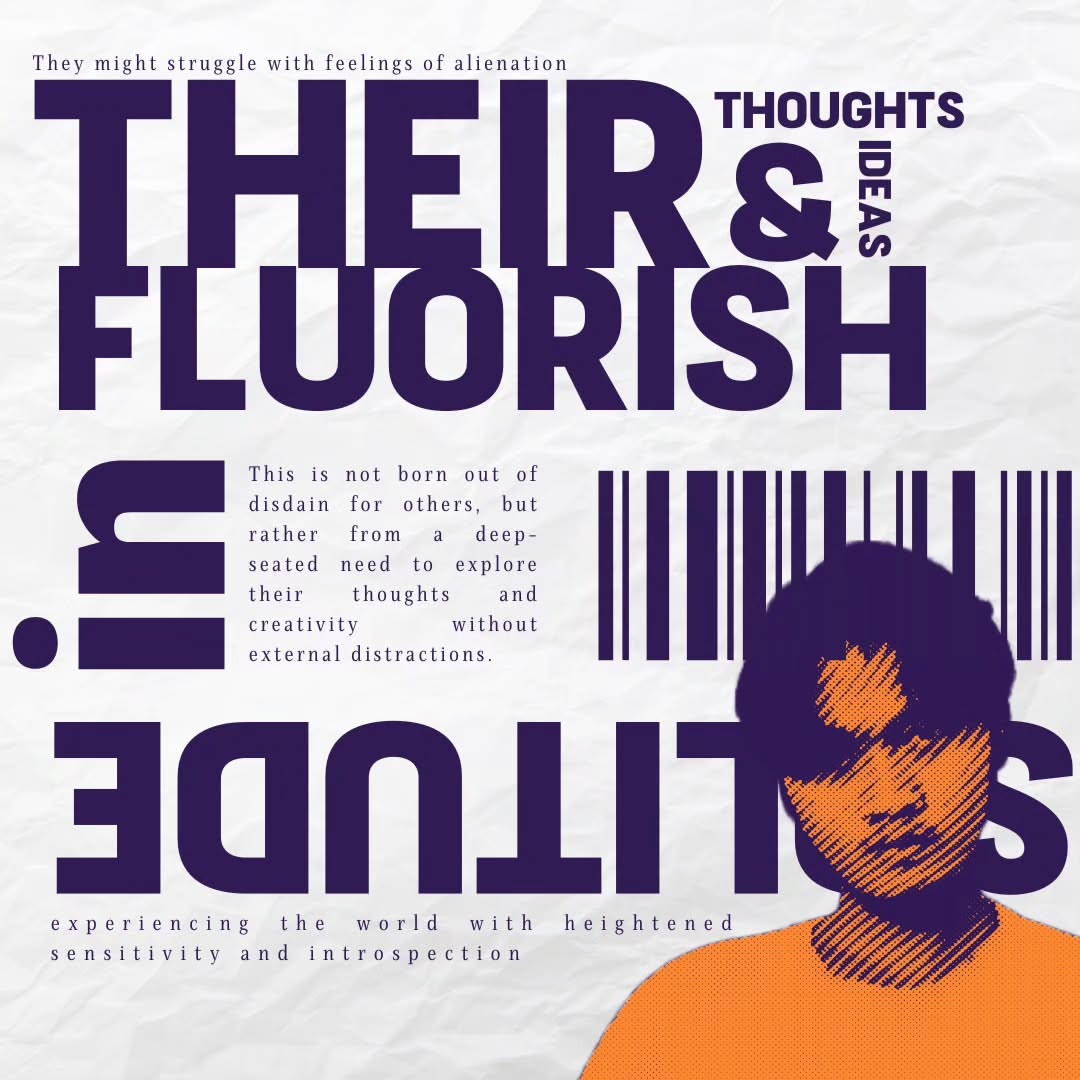 They might struggle with feelings of alienation
THEIR
THOUGHTS
&
IDEAS
FLUORISH
in
This is not born out of
disdain for others, but
rather from a deep-
seated need to explore
their thoughts and
creativity without
external distractions.
SOLITUDE
experiencing the world with heightened
sensitivity and introspection